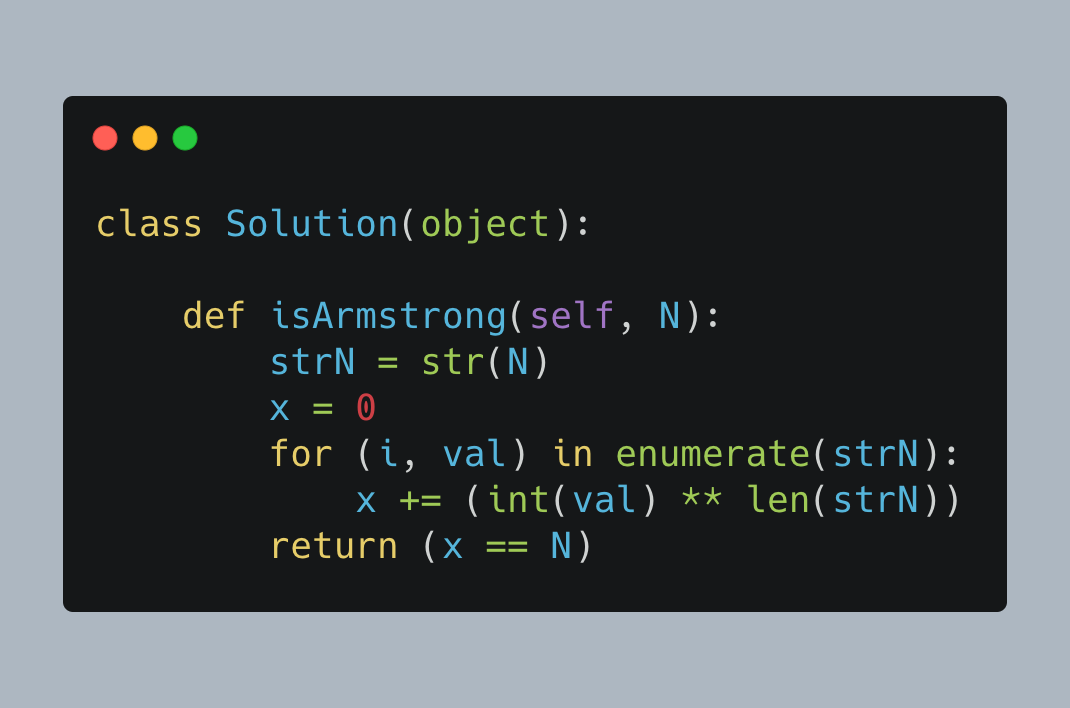 class Solution(object):
    def isArmstrong(self, N):
        strN = str(N)
        x = 0
        for (i, val) in enumerate(strN):
            x += (int(val) ** len(strN))
        return (x == N)